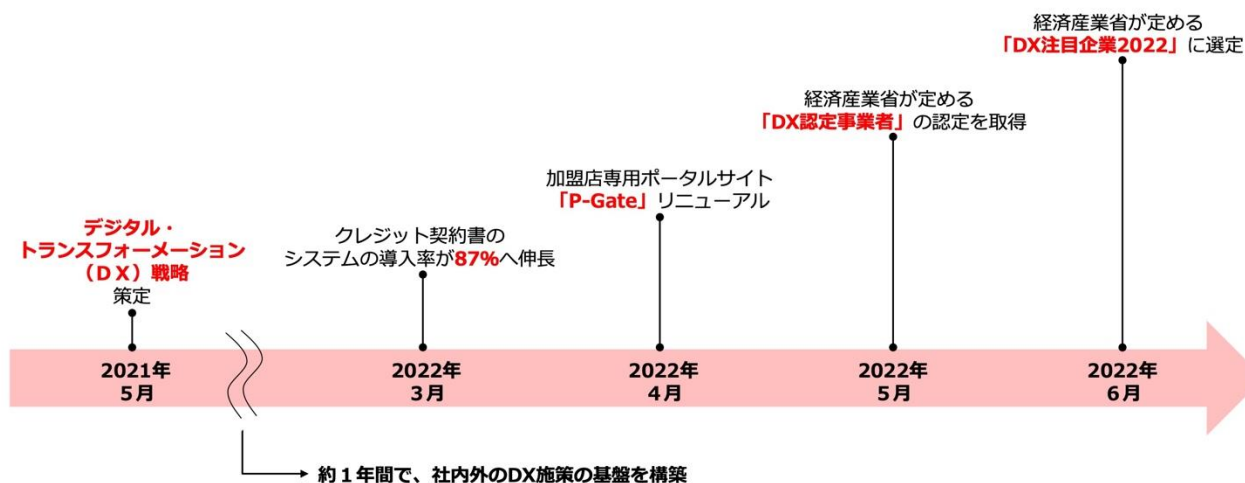 デジタル・
トランスフォーメーション
（ＤＸ）戦略
策定
クレジット契約書の
システムの導入率が87%へ伸長
加盟店専用ポータルサイト
「P-Gate」リニューアル
経済産業省が定める
「DX認定事業者」の認定を取得
経済産業省が定める
「DX注目企業2022」に選定
2021年
５月
2022年
３月
2022年
４月
2022年
５月
2022年
６月
約１年間で、社内外のDX施策の基盤を構築